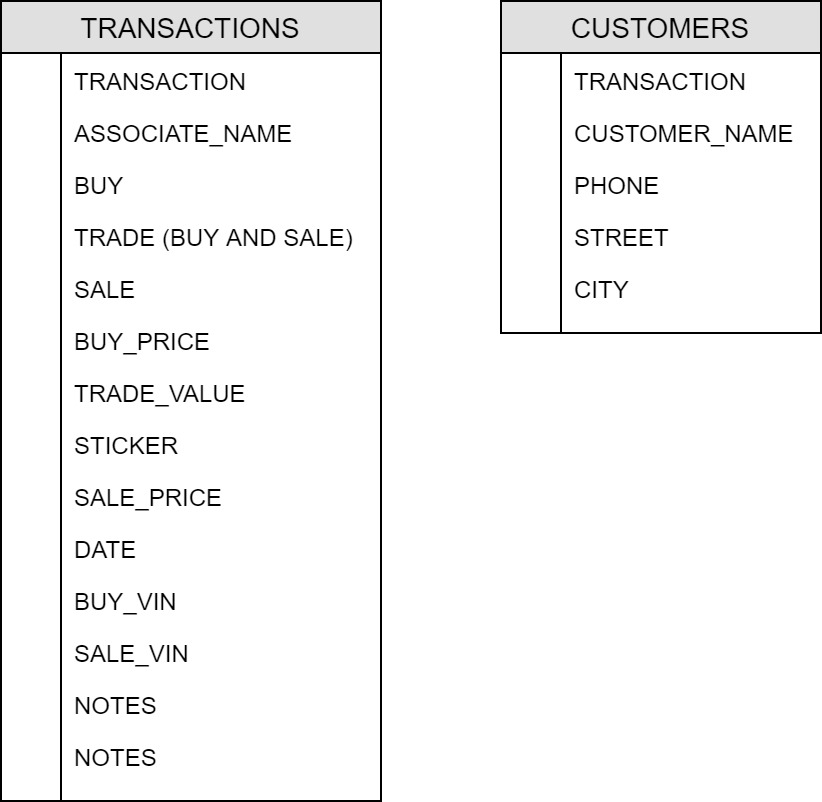 TRANSACTIONS
TRANSACTION
ASSOCIATE_NAME
BUY
TRADE (BUY AND SALE)
SALE
BUY_PRICE
TRADE_VALUE
STICKER
SALE_PRICE
DATE
BUY_VIN
SALE_VIN
NOTES
NOTES
CUSTOMERS
TRANSACTION
CUSTOMER_NAME
PHONE
STREET
CITY